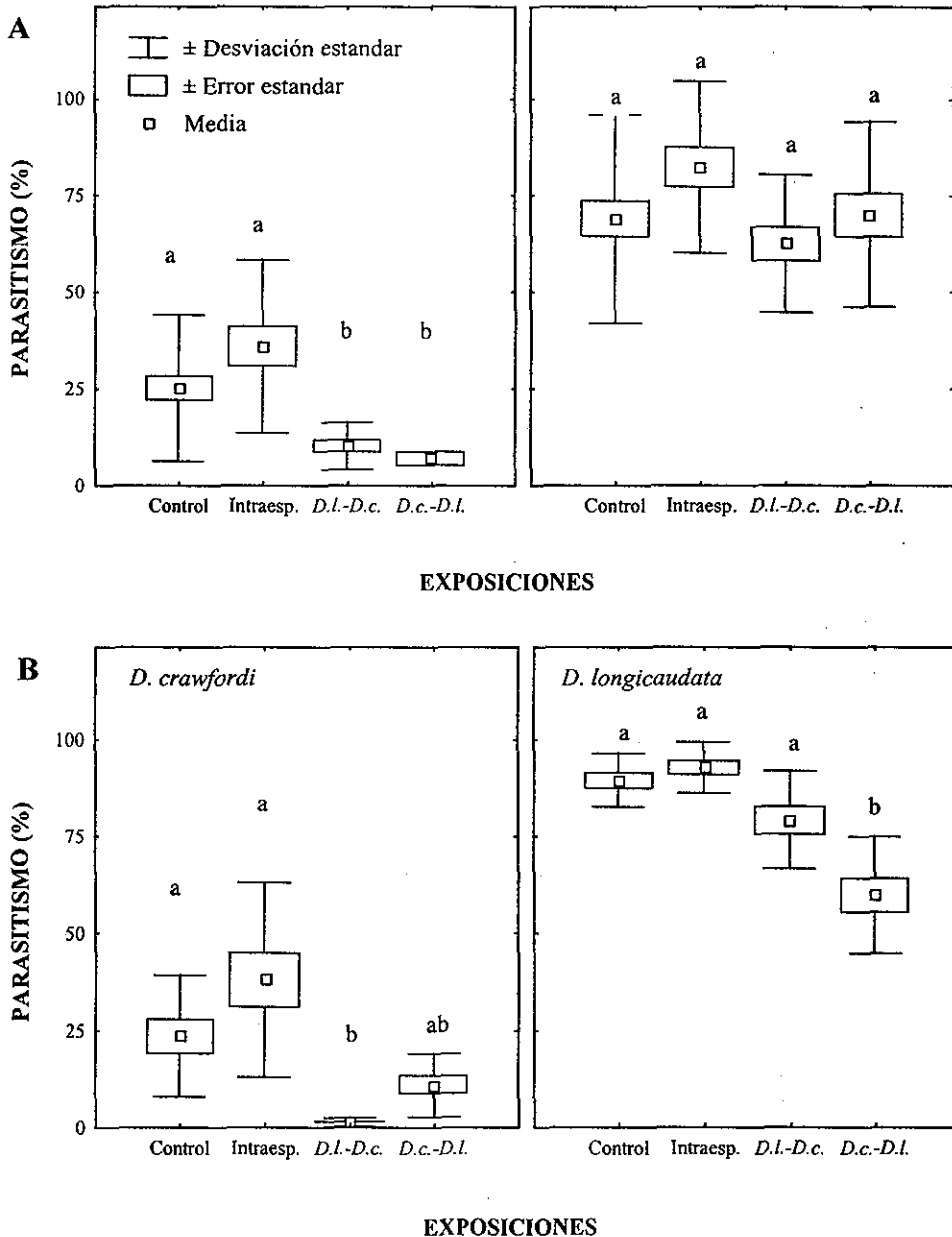 A
± Desviación estandar
± Error estandar
Media
a a b b
a a a a
PARASITISMO (%)
100
75
50
25
0
Control Intraesp. D.l.-D.c. D.c.-D.l.
Control Intraesp. D.l.-D.c. D.c.-D.l.
EXPOSICIONES
B
D. crawfordi
D. longicaudata
a a b ab
a a a b
PARASITISMO (%)
100
75
50
25
0
Control Intraesp. D.l.-D.c. D.c.-D.l.
Control Intraesp. D.l.-D.c. D.c.-D.l.
EXPOSICIONES